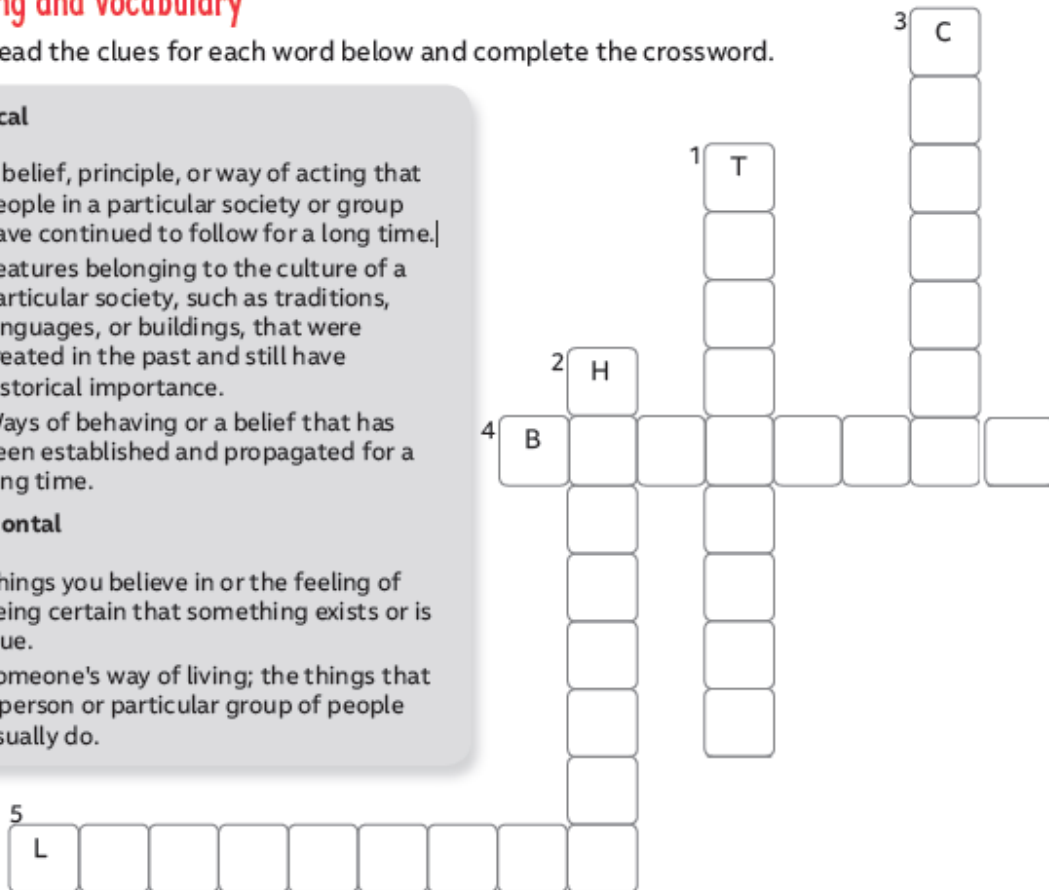 ng and Vocabulary
ead the clues for each word below and complete the crossword.
3
C
cal
1
T
belief, principle, or way of acting that
eople in a particular society or group
ave continued to follow for a long time.
eatures belonging to the culture of a
articular society, such as traditions,
nguages, or buildings, that were
reated in the past and still have
storical importance.
2
H
Ways of behaving or a belief that has
een established and propagated for a
ng time.
4
B
ontal
hings you believe in or the feeling of
eing certain that something exists or is
ue.
omeone's way of living; the things that
person or particular group of people
sually do.
5
L